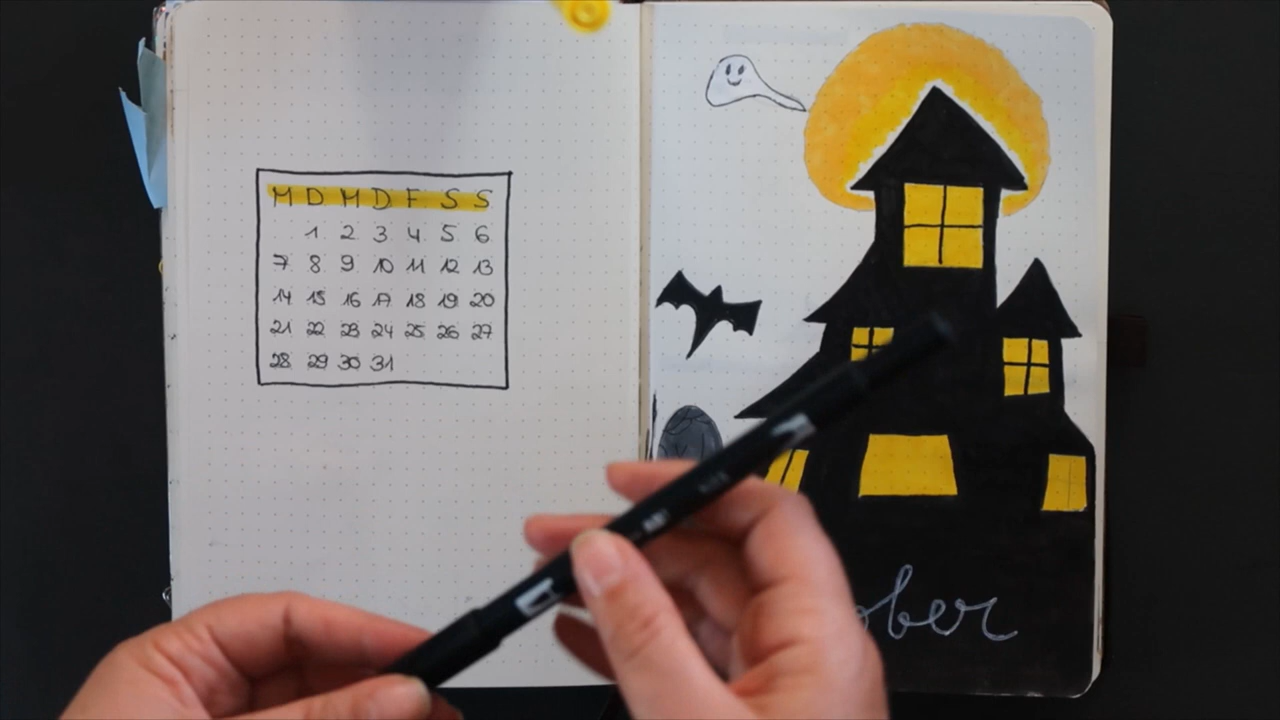 M D M D F S S
1 2 3 4 5 6
7 8 9 10 11 12 13
14 15 16 17 18 19 20
21 22 23 24 25 26 27
28 29 30 31
ober